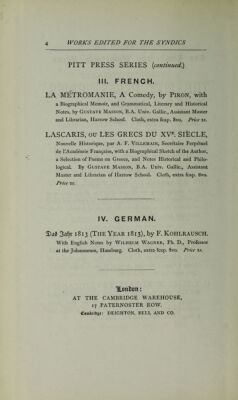 4 WORKS EDITED FOR THE SYNDICS
PITT PRESS SERIES (continued.)
III. FRENCH.
LA MÉTROMANIE, A Comedy, by PIRON, with
a Biographical Memoir, and Grammatical, Literary and Historical
Notes, by GUSTAVE MASSON, B.A. Univ. Gallic., Assistant Master
and Librarian, Harrow School. Cloth, extra fcap. 8vo. Price 2s.
LASCARIS, OU LES GRECS DU XVE. SIÈCLE,
Nouvelle Historique, par A. F. VILLEMAIN, Secrétaire Perpétuel
de l'Académie Française, with a Biographical Sketch of the Author,
a Selection of Poems on Greece, and Notes Historical and Philo-
logical. By GUSTAVE MASSON, B.A. Univ. Gallic., Assistant
Master and Librarian of Harrow School. Cloth, extra fcap. 8vo.
Price 2s.
IV. GERMAN.
Das Jahr 1813 (THE YEAR 1813), by F. KOHLRAUSCH.
With English Notes by WILHELM WAGNER, Ph. D., Professor
at the Johanneum, Hamburg. Cloth, extra fcap. 8vo. Price 2s.
London:
AT THE CAMBRIDGE WAREHOUSE,
17 PATERNOSTER ROW.
Cambridge: DEIGHTON, BELL AND CO.